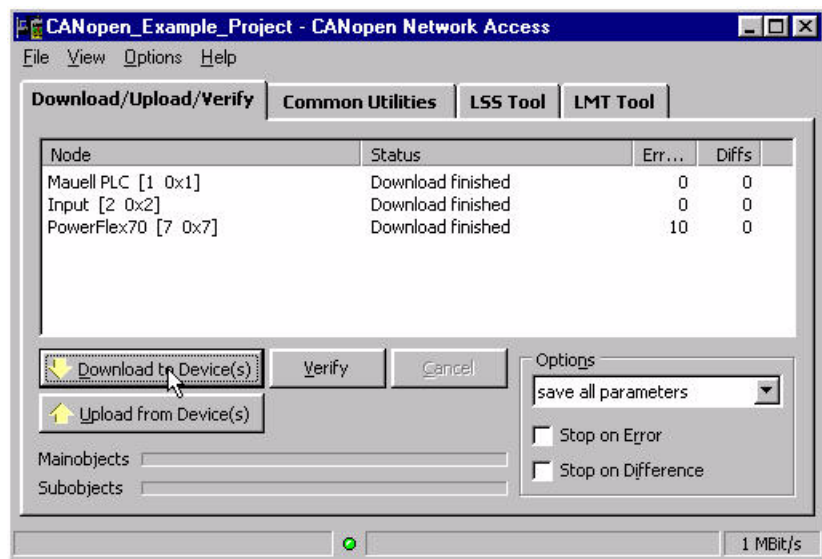 CANopen_Example_Project - CANopen Network Access
File View Options Help
Download/Upload/Verify Common Utilities LSS Tool LMT Tool
Node Status Err... Diffs
Mauell PLC [1 0x1] Download finished 0 0
Input [2 0x2] Download finished 0 0
PowerFlex70 [7 0x7] Download finished 10 0
Download to Device(s) Verify Cancel
Upload from Device(s)
Options
save all parameters
Stop on Error
Stop on Difference
Mainobjects
Subobjects
1 MBit/s